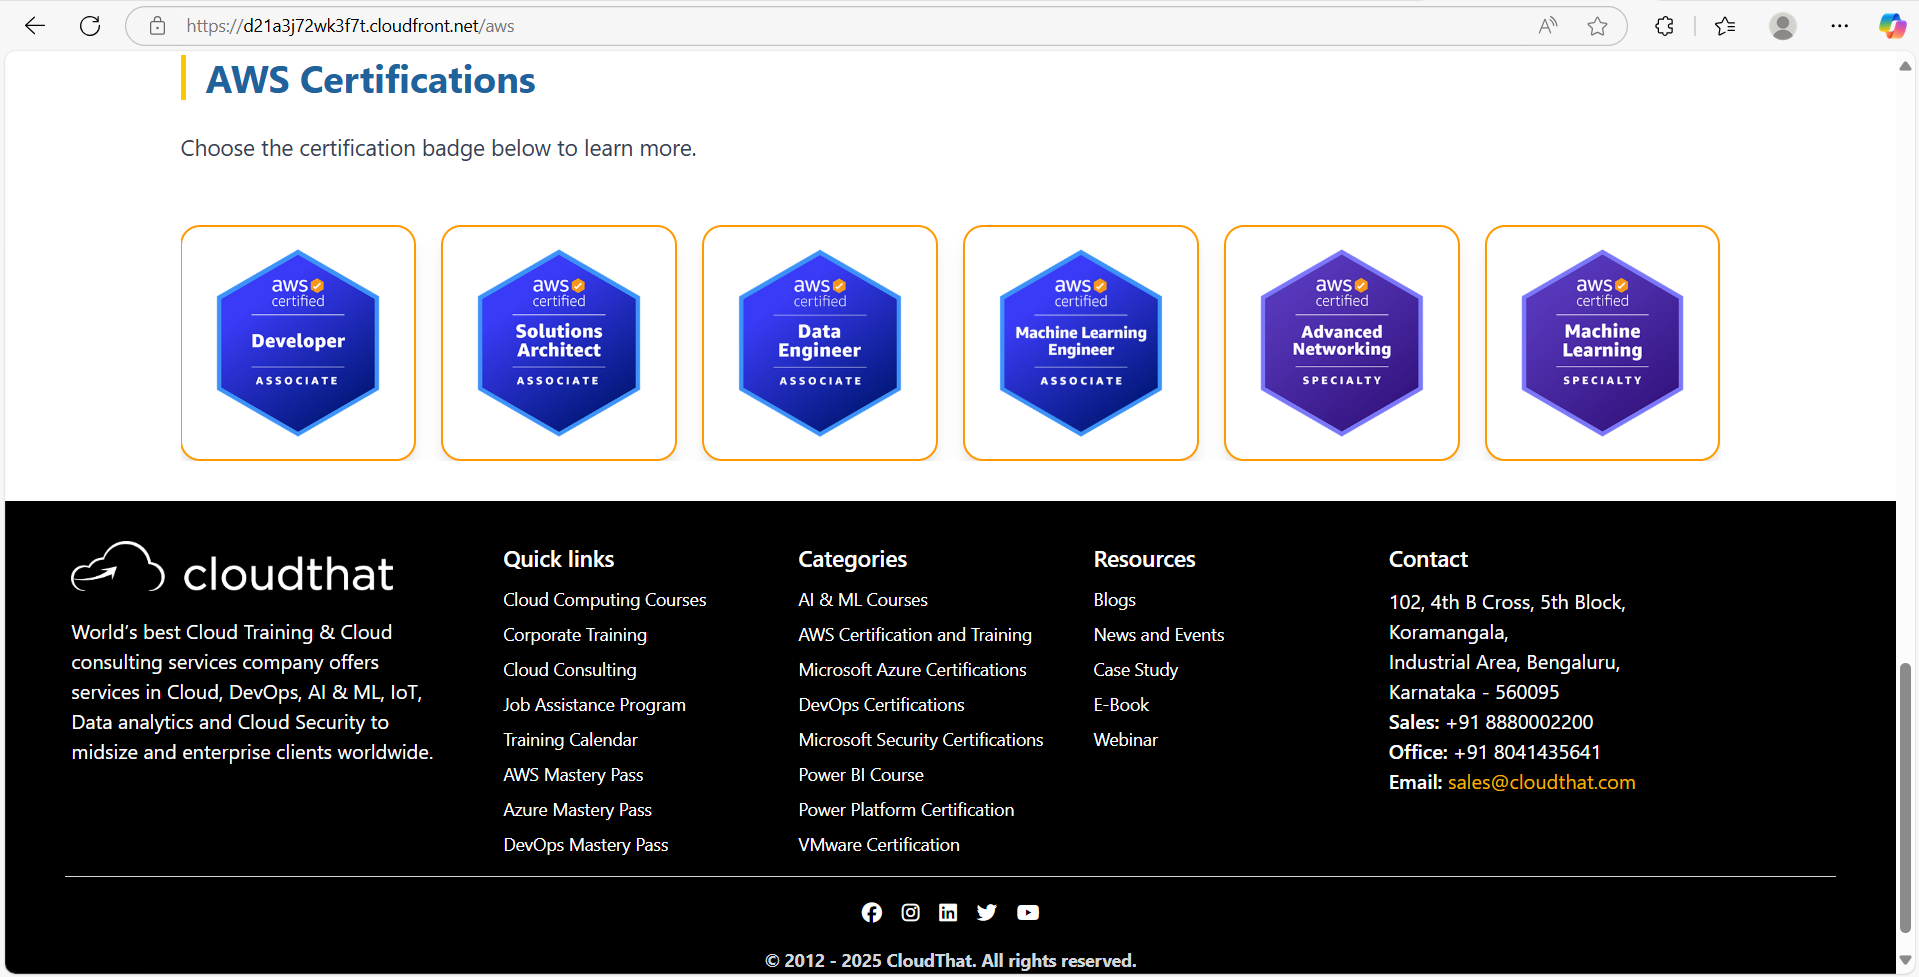 https://d21a3j72wk3f7t.cloudfront.net/aws
AWS Certifications
Choose the certification badge below to learn more.
aws
certified
Developer
ASSOCIATE
aws
certified
Solutions
Architect
ASSOCIATE
aws
certified
Data
Engineer
ASSOCIATE
aws
certified
Machine Learning
Engineer
ASSOCIATE
aws
certified
Advanced
Networking
SPECIALTY
aws
certified
Machine
Learning
SPECIALTY
cloudthat
World's best Cloud Training & Cloud
consulting services company offers
services in Cloud, DevOps, AI & ML, IoT,
Data analytics and Cloud Security to
midsize and enterprise clients worldwide.
Quick links
Cloud Computing Courses
Corporate Training
Cloud Consulting
Job Assistance Program
Training Calendar
AWS Mastery Pass
Azure Mastery Pass
DevOps Mastery Pass
Categories
AI & ML Courses
AWS Certification and Training
Microsoft Azure Certifications
DevOps Certifications
Microsoft Security Certifications
Power BI Course
Power Platform Certification
VMware Certification
Resources
Blogs
News and Events
Case Study
E-Book
Webinar
Contact
102, 4th B Cross, 5th Block,
Koramangala,
Industrial Area, Bengaluru,
Karnataka - 560095
Sales: +91 8880002200
Office: +91 8041435641
Email: sales@cloudthat.com
© 2012 - 2025 CloudThat. All rights reserved.